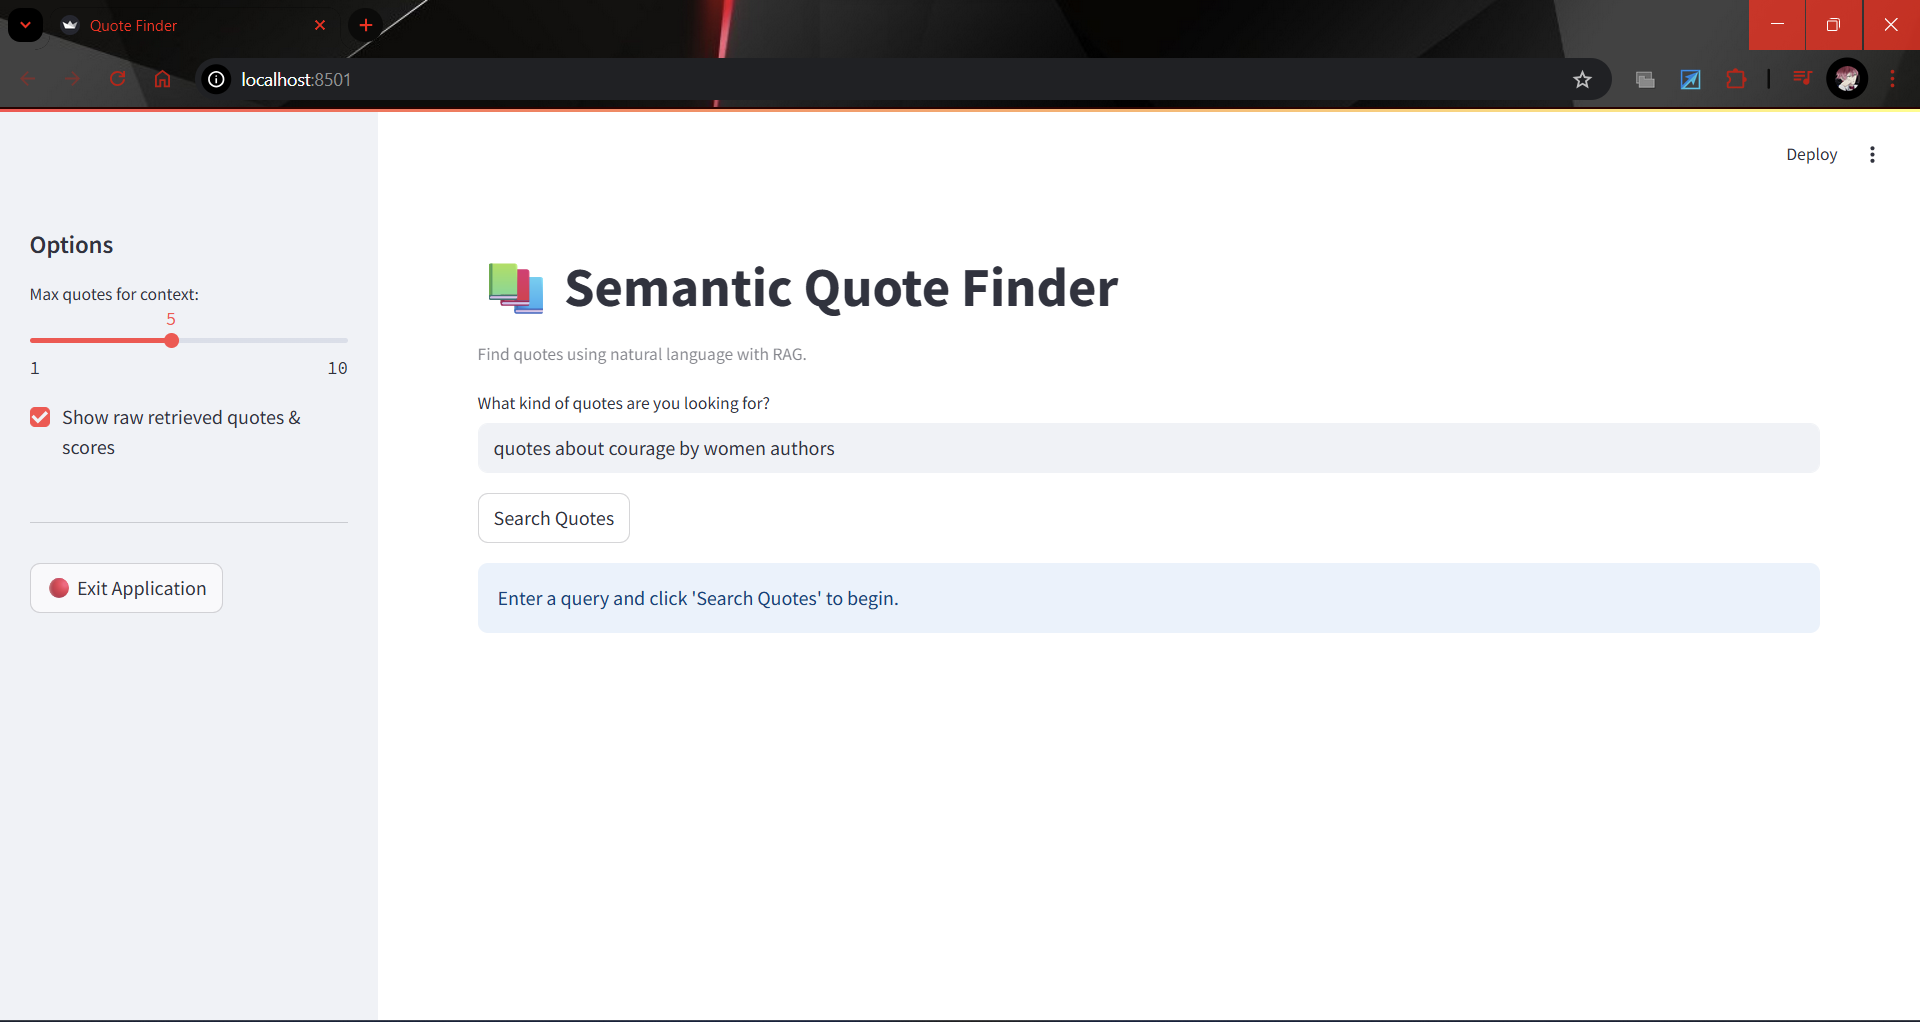 Quote Finder
localhost:8501
Deploy
Options
Max quotes for context:
5
1 10
Show raw retrieved quotes &
scores
Exit Application
📚 Semantic Quote Finder
Find quotes using natural language with RAG.
What kind of quotes are you looking for?
quotes about courage by women authors
Search Quotes
Enter a query and click 'Search Quotes' to begin.